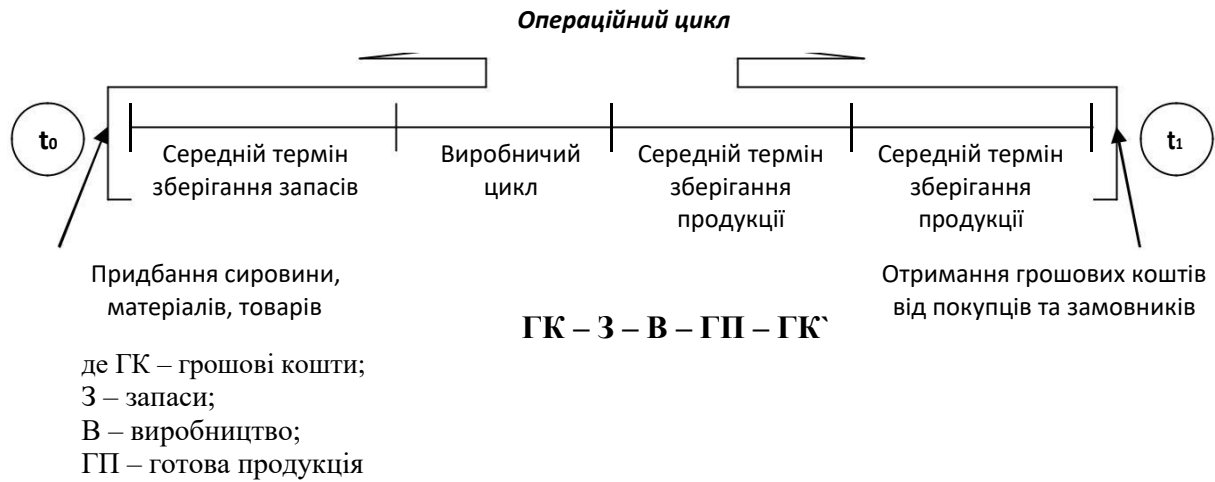 Операційний цикл
t0
Середній термін
зберігання запасів
Виробничий
цикл
Середній термін
зберігання
продукції
Середній термін
зберігання
продукції
t1
Придбання сировини,
матеріалів, товарів
Отримання грошових коштів
від покупців та замовників
ГК – З – В – ГП – ГК`
де ГК – грошові кошти;
З – запаси;
В – виробництво;
ГП – готова продукція